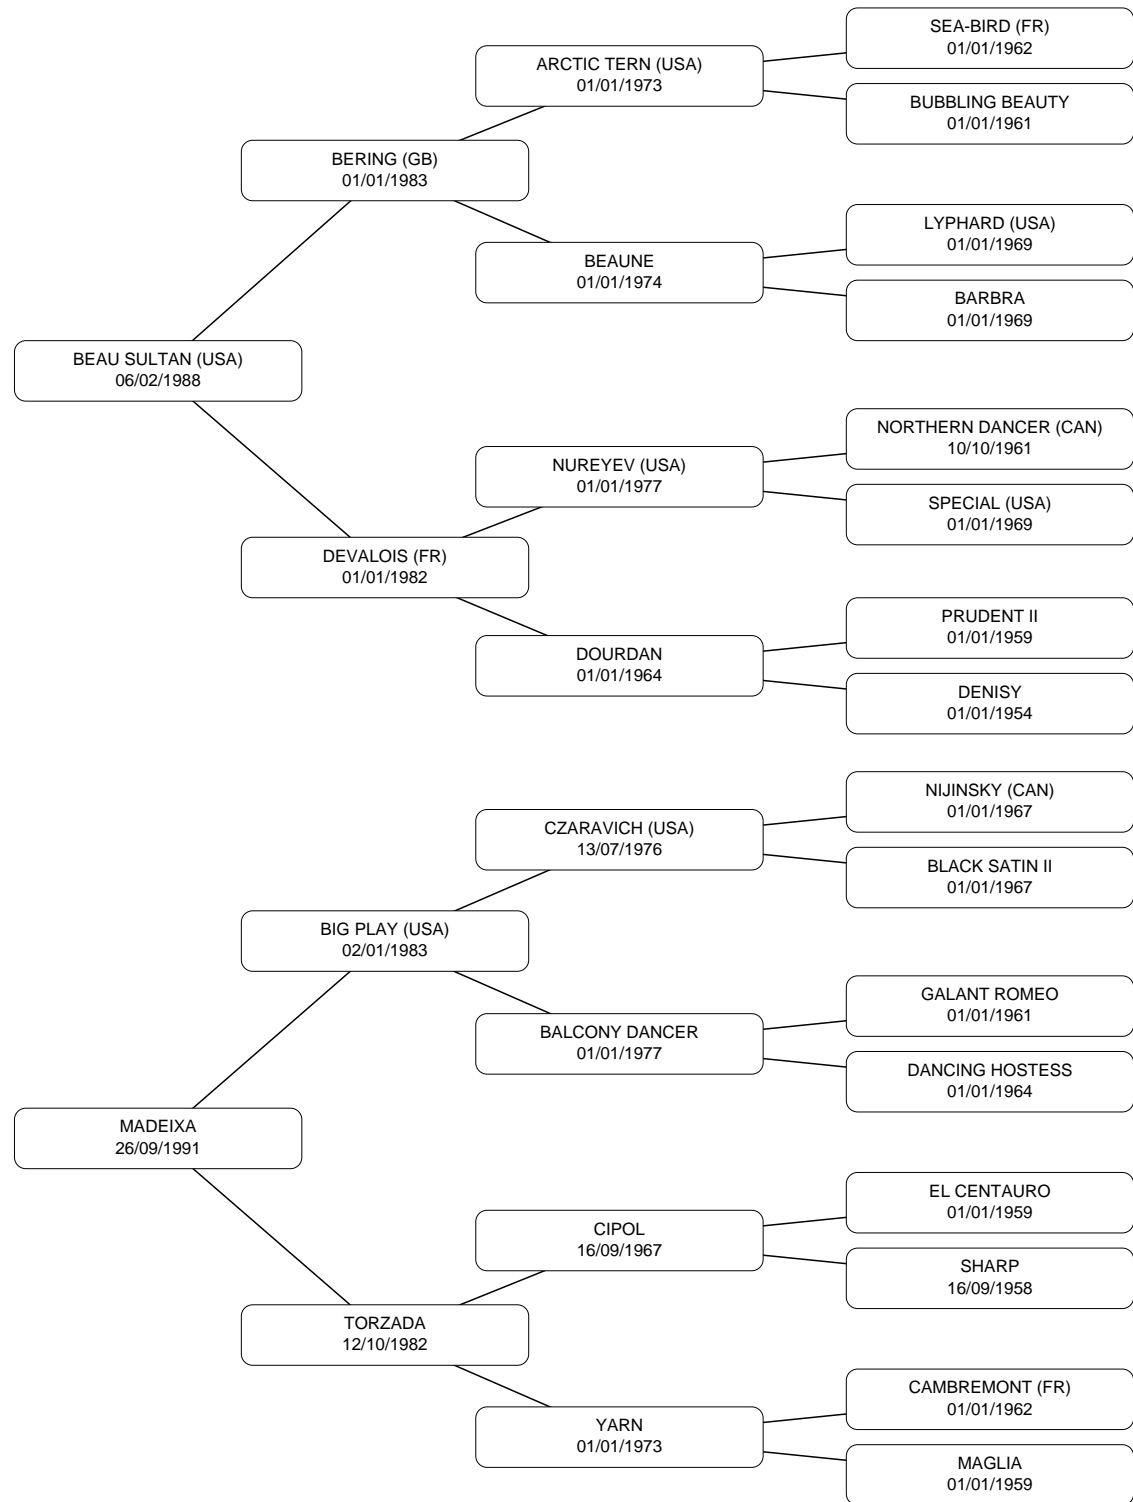 SEA-BIRD (FR)
01/01/1962
ARCTIC TERN (USA)
01/01/1973
BUBBLING BEAUTY
01/01/1961
BERING (GB)
01/01/1983
LYPHARD (USA)
01/01/1969
BEAUNE
01/01/1974
BARBRA
01/01/1969
BEAU SULTAN (USA)
06/02/1988
NORTHERN DANCER (CAN)
10/10/1961
NUREYEV (USA)
01/01/1977
SPECIAL (USA)
01/01/1969
DEVALOIS (FR)
01/01/1982
PRUDENT II
01/01/1959
DOURDAN
01/01/1964
DENISY
01/01/1954
NIJINSKY (CAN)
01/01/1967
CZARAVICH (USA)
13/07/1976
BLACK SATIN II
01/01/1967
BIG PLAY (USA)
02/01/1983
GALANT ROMEO
01/01/1961
BALCONY DANCER
01/01/1977
DANCING HOSTESS
01/01/1964
MADEIXA
26/09/1991
EL CENTAURO
01/01/1959
CIPOL
16/09/1967
SHARP
16/09/1958
TORZADA
12/10/1982
CAMBREMONT (FR)
01/01/1962
YARN
01/01/1973
MAGLIA
01/01/1959